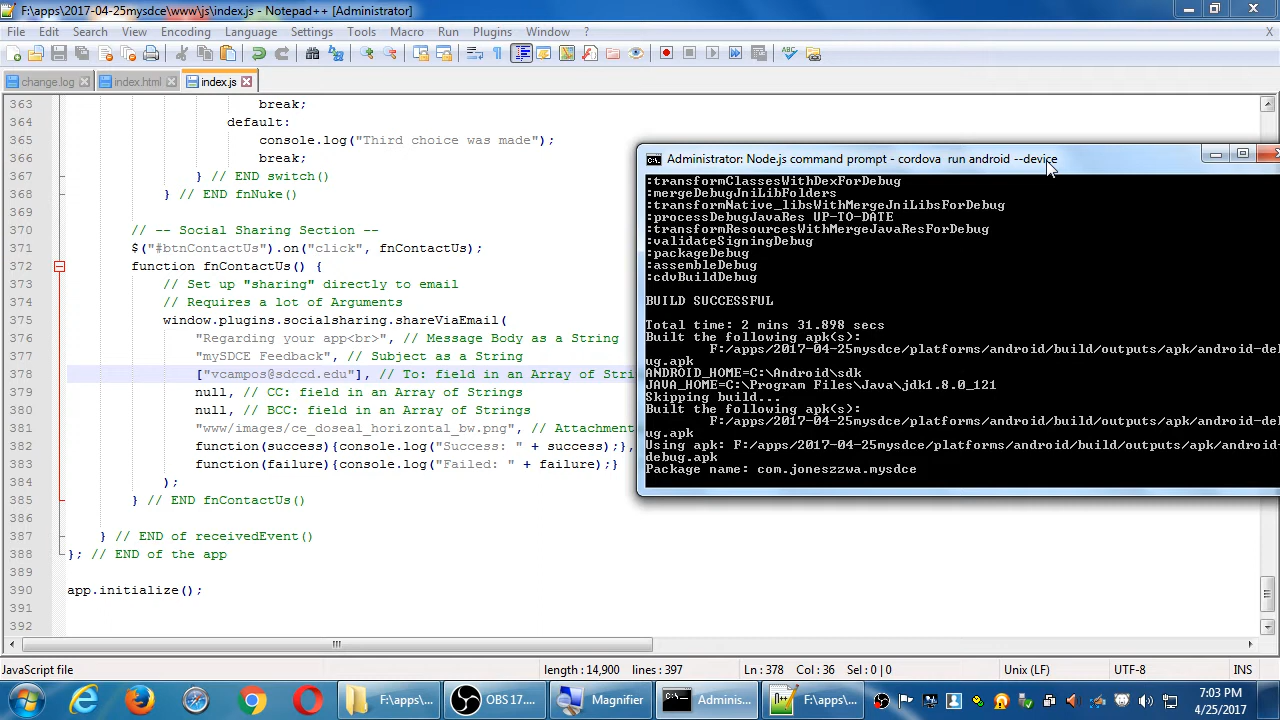 F:\apps\2017-04-25mysdce\www\js\index.js - Notepad++ [Administrator]
File Edit Search View Encoding Language Settings Tools Macro Run Plugins Window ? X
change.log index.html index.js
363 break;
364 default:
365 console.log("Third choice was made");
366 break;
367 } // END switch()
368 } // END fnNuke()
369
370 // -- Social Sharing Section --
371 $("#btnContactUs").on("click", fnContactUs);
372 function fnContactUs() {
373 // Set up "sharing" directly to email
374 // Requires a lot of Arguments
375 window.plugins.socialsharing.shareViaEmail(
376 "Regarding your app<br>", // Message Body as a String
377 "mySDCE Feedback", // Subject as a String
378 ["vcampos@sdccd.edu"], // To: field in an Array of Stri
379 null, // CC: field in an Array of Strings
380 null, // BCC: field in an Array of Strings
381 "www/images/ce_doseal_horizontal_bw.png", // Attachment
382 function(success){console.log("Success: " + success);},
383 function(failure){console.log("Failed: " + failure);}
384 );
385 } // END fnContactUs()
386
387 } // END of receivedEvent()
388 }; // END of the app
389
390 app.initialize();
391
392
Administrator: Node.js command prompt - cordova  run android --device
:transformClassesWithDexForDebug
:mergeDebugJniLibFolders
:transformNative_libsWithMergeJniLibsForDebug
:processDebugJavaRes UP-TO-DATE
:transformResourcesWithMergeJavaResForDebug
:validateSigningDebug
:packageDebug
:assembleDebug
:cdvBuildDebug
BUILD SUCCESSFUL
Total time: 2 mins 31.898 secs
Built the following apk(s):
F:/apps/2017-04-25mysdce/platforms/android/build/outputs/apk/android-de
ug.apk
ANDROID_HOME=C:\Android\sdk
JAVA_HOME=C:\Program Files\Java\jdk1.8.0_121
Skipping build...
Built the following apk(s):
F:/apps/2017-04-25mysdce/platforms/android/build/outputs/apk/android-de
ug.apk
Using apk: F:/apps/2017-04-25mysdce/platforms/android/build/outputs/apk/android-
debug.apk
Package name: com.joneszzwa.mysdce
JavaScript file length : 14,900 lines : 397 Ln : 378 Col : 36 Sel : 0 | 0 Unix (LF) UTF-8 INS
F:\apps\... OBS 17.... Magnifier Adminis... F:\apps\... 7:03 PM
4/25/2017